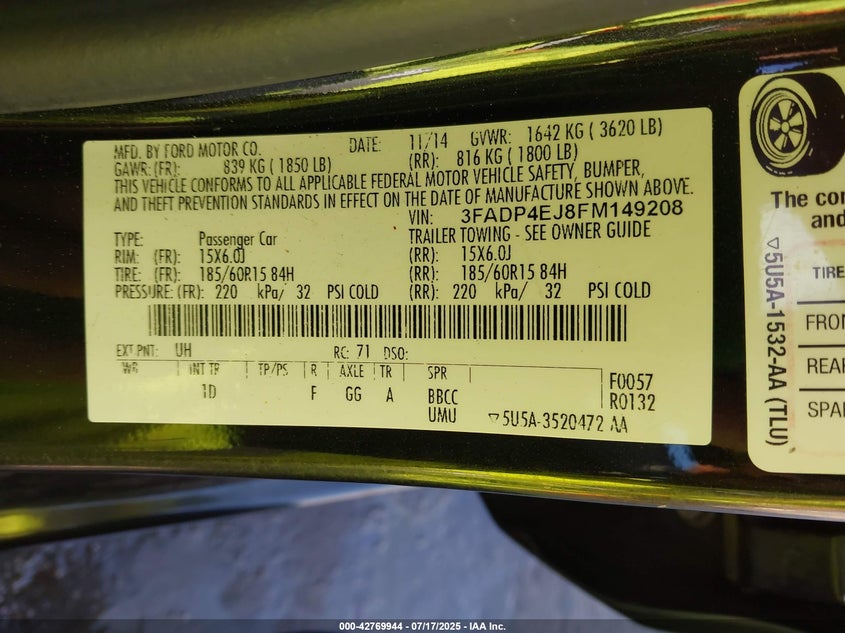 MFD. BY FORD MOTOR CO. DATE: 11/14 GVWR: 1642 KG ( 3620 LB)
GAWR:(FR): 839 KG ( 1850 LB) (RR): 816 KG ( 1800 LB)
THIS VEHICLE CONFORMS TO ALL APPLICABLE FEDERAL MOTOR VEHICLE SAFETY, BUMPER,
AND THEFT PREVENTION STANDARDS IN EFFECT ON THE DATE OF MANUFACTURE SHOWN ABOVE.
VIN: 3FADP4EJ8FM149208
TYPE: Passenger Car TRAILER TOWING - SEE OWNER GUIDE
RIM: (FR): 15X6.0J (RR): 15X6.0J
TIRE: (FR): 185/60R15 84H (RR): 185/60R15 84H
PRESSURE: (FR): 220 kPa/ 32 PSI COLD (RR): 220 kPa/ 32 PSI COLD
EXT PNT: UH RC: 71 DSO:
WB INT TR TP/PS R AXLE TR SPR
1D F GG A BBCC
UMU
F0057
R0132
▽5U5A-3520472 AA
The co
and
▽5U5A-1532-AA (TLU)
TIRE
FRON
REAR
SPAR
000-42769944 / 07/17/2025 - IAA Inc.